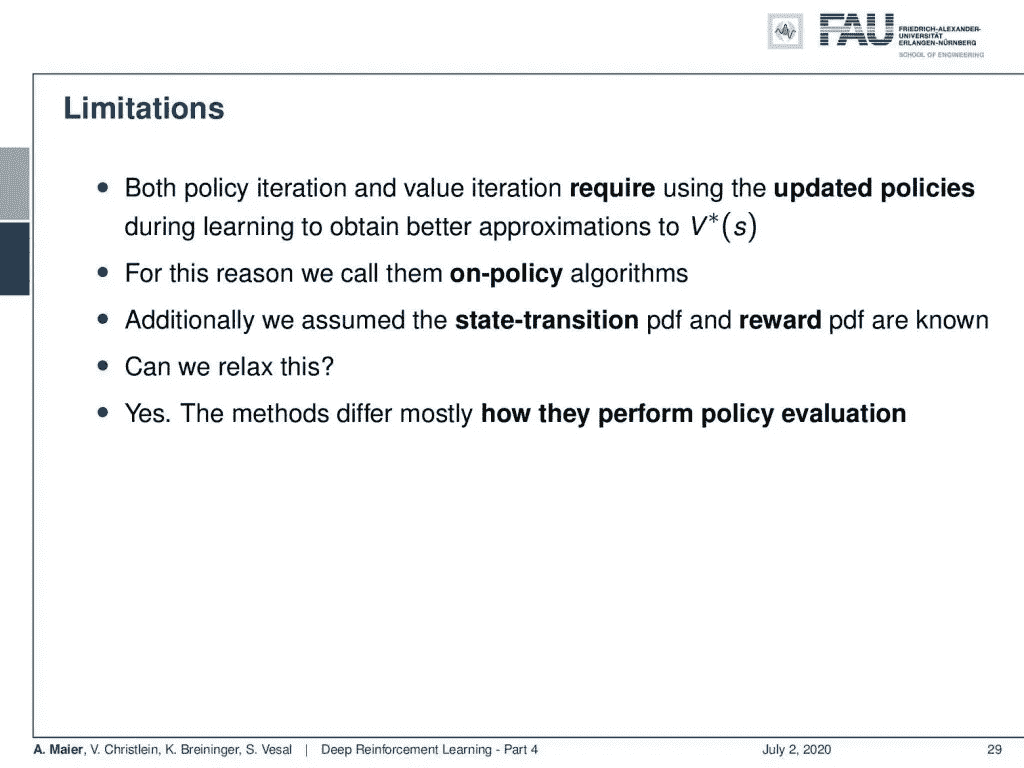 FAU
FRIEDRICH-ALEXANDER-
UNIVERSITÄT
ERLANGEN-NÜRNBERG
SCHOOL OF ENGINEERING
Limitations
• Both policy iteration and value iteration require using the updated policies
during learning to obtain better approximations to V*(s)
• For this reason we call them on-policy algorithms
• Additionally we assumed the state-transition pdf and reward pdf are known
• Can we relax this?
• Yes. The methods differ mostly how they perform policy evaluation
A. Maier, V. Christlein, K. Breininger, S. Vesal | Deep Reinforcement Learning - Part 4 July 2, 2020 29